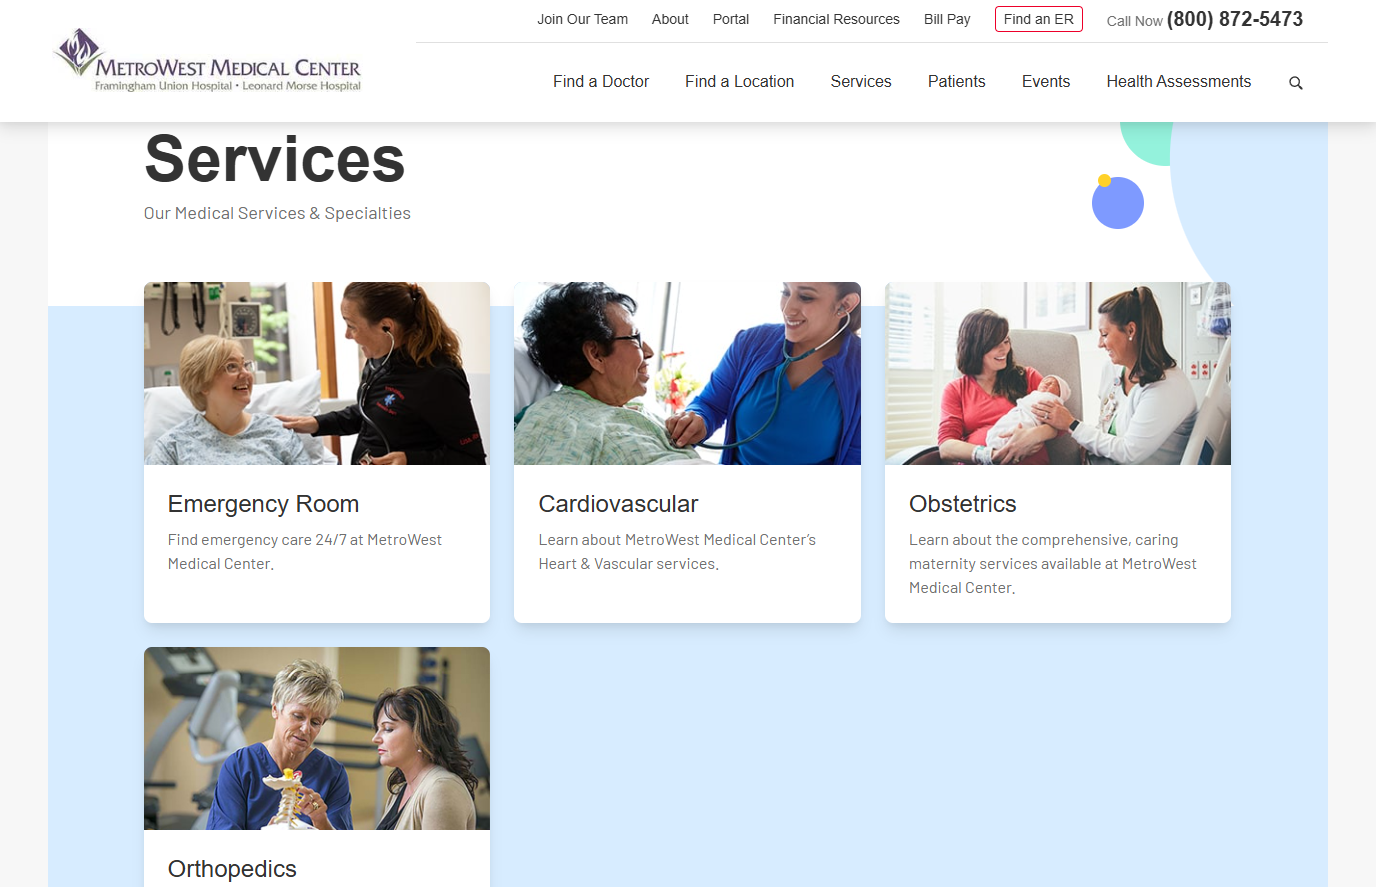 Join Our Team About Portal Financial Resources Bill Pay Find an ER Call Now (800) 872-5473
METROWEST MEDICAL CENTER
Framingham Union Hospital • Leonard Morse Hospital
Find a Doctor Find a Location Services Patients Events Health Assessments
Services
Our Medical Services & Specialties
Emergency Room
Find emergency care 24/7 at MetroWest
Medical Center.
Cardiovascular
Learn about MetroWest Medical Center’s
Heart & Vascular services.
Obstetrics
Learn about the comprehensive, caring
maternity services available at MetroWest
Medical Center.
Orthopedics